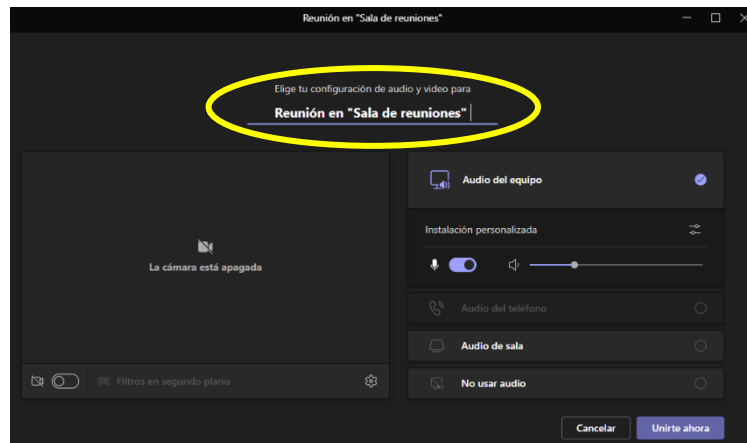 Reunión en "Sala de reuniones"
Elige tu configuración de audio y video para
Reunión en "Sala de reuniones"
La cámara está apagada
Filtros en segundo plano
Audio del equipo
Instalación personalizada
Audio del teléfono
Audio de sala
No usar audio
Cancelar
Unirte ahora